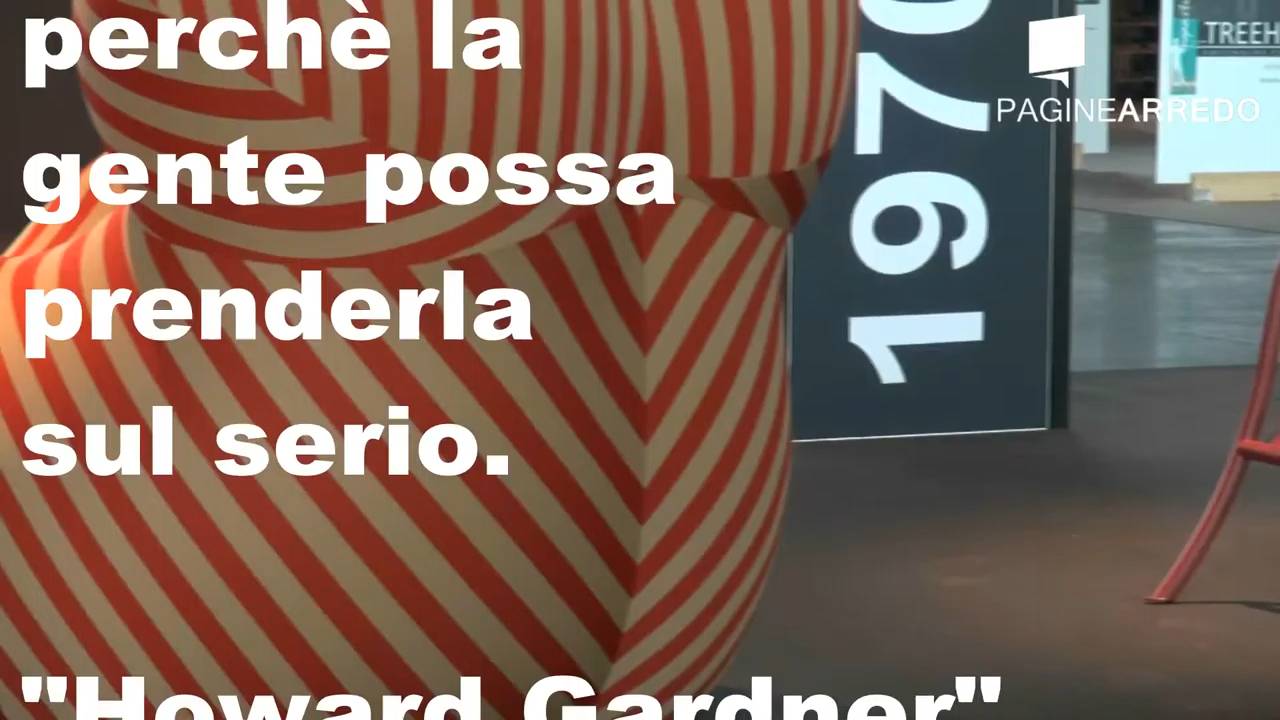 perchè la
gente possa
prenderla
sul serio.
"Howard Gardner"
1970
PAGINEARREDO
TREEH